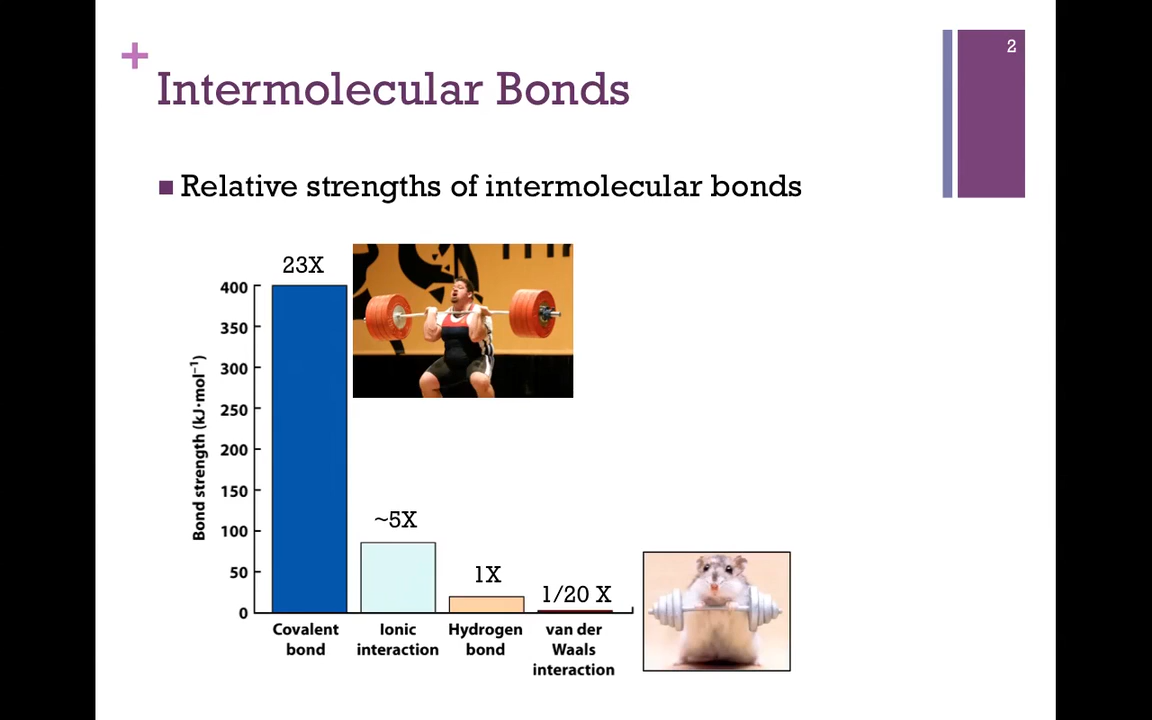 2
+
Intermolecular Bonds
Relative strengths of intermolecular bonds
23X
400
350
300
250
200
150
100
50
0
Bond strength (kJ·mol⁻¹)
~5X
1X
1/20 X
Covalent
bond
Ionic
interaction
Hydrogen
bond
van der
Waals
interaction